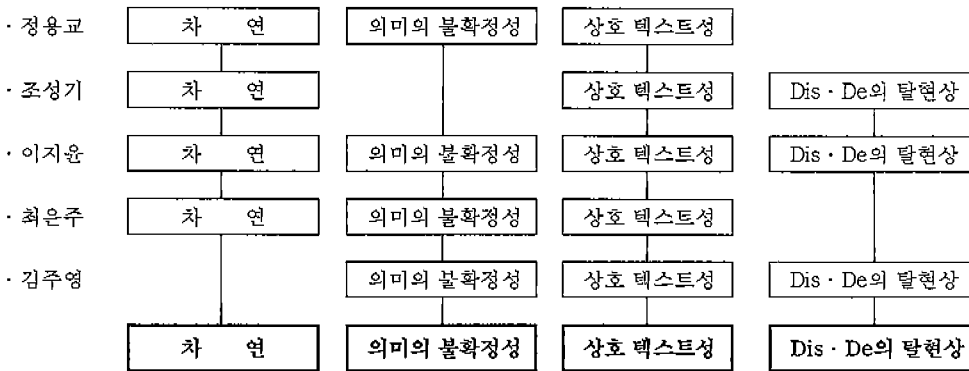 · 정용교 차 연 의미의 불확정성 상호 텍스트성
· 조성기 차 연 상호 텍스트성 Dis · De의 탈현상
· 이지윤 차 연 의미의 불확정성 상호 텍스트성 Dis · De의 탈현상
· 최은주 차 연 의미의 불확정성 상호 텍스트성
· 김주영 의미의 불확정성 상호 텍스트성 Dis · De의 탈현상
차 연 의미의 불확정성 상호 텍스트성 Dis · De의 탈현상